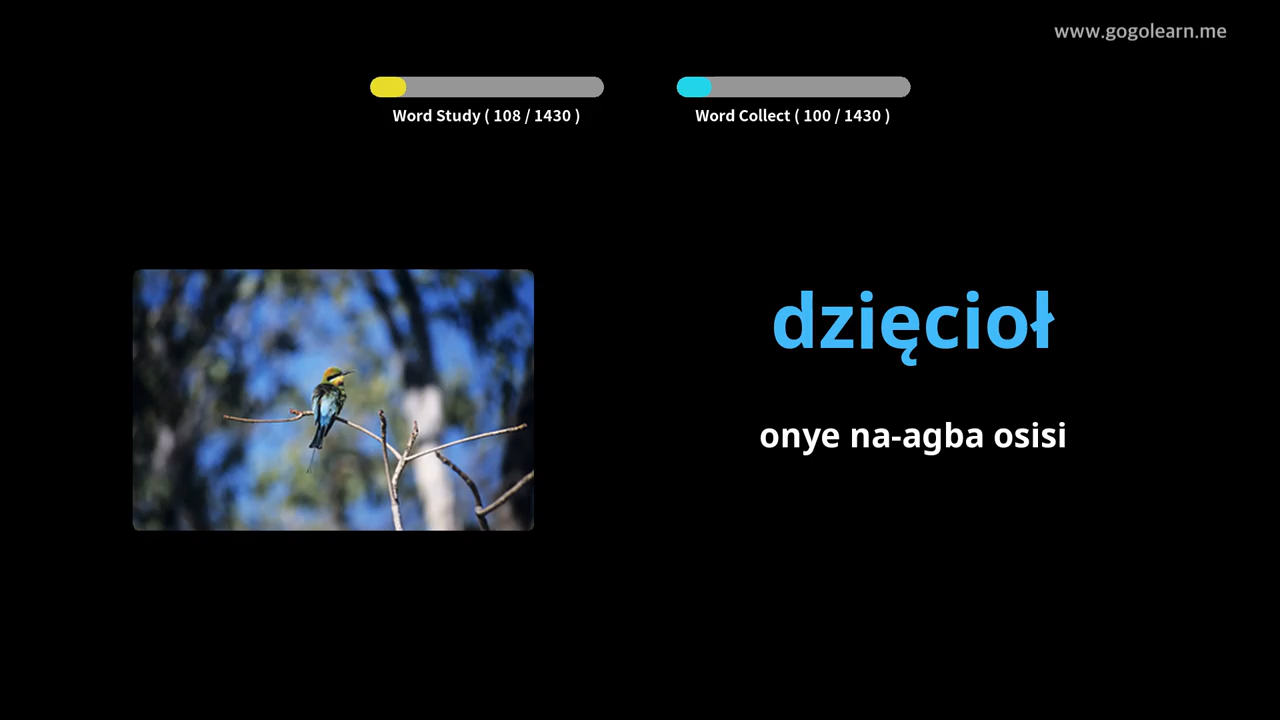 www.gogolearn.me
Word Study ( 108 / 1430 )
Word Collect ( 100 / 1430 )
dzięcioł
onye na-agba osisi